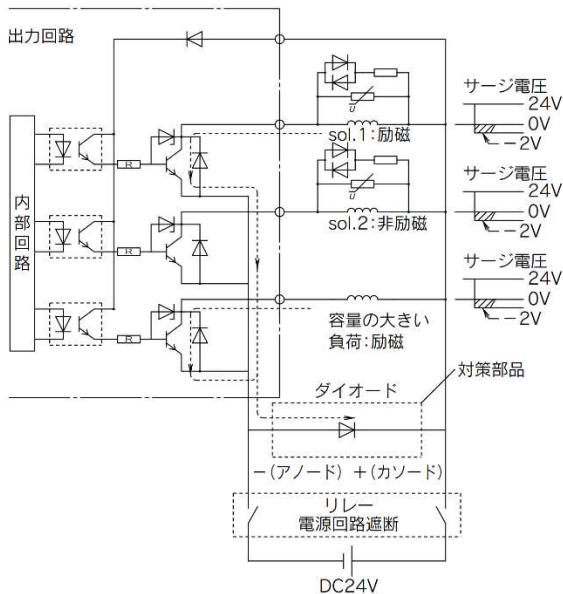 出力回路
内部回路
R
R
R
u
sol.1:励磁
u
sol.2:非励磁
容量の大きい
負荷:励磁
サージ電圧
24V
0V
-2V
サージ電圧
24V
0V
-2V
サージ電圧
24V
0V
-2V
対策部品
ダイオード
-(アノード) +(カソード)
リレー
電源回路遮断
DC24V